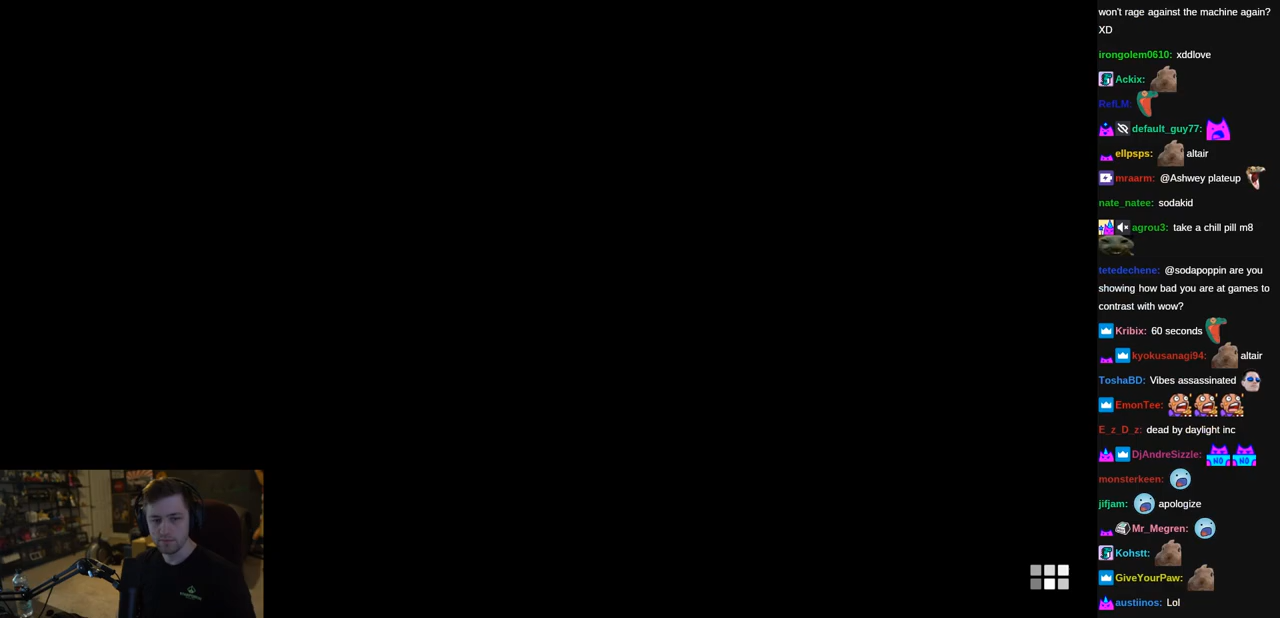 won't rage against the machine again?
XD
irongolem0610: xddlove
Ackix:
RefLM:
default_guy77:
ellpsps: altair
mraarm: @Ashwey plateup
nate_natee: sodakid
agrou3: take a chill pill m8
tetedechene: @sodapoppin are you
showing how bad you are at games to
contrast with wow?
Kribix: 60 seconds
kyokusanagi94: altair
ToshaBD: Vibes assassinated
EmonTee:
E_z_D_z: dead by daylight inc
DjAndreSizzle: NO NO
monsterkeen:
jifjam: apologize
Mr_Megren:
Kohstt:
GiveYourPaw:
austiinos: Lol